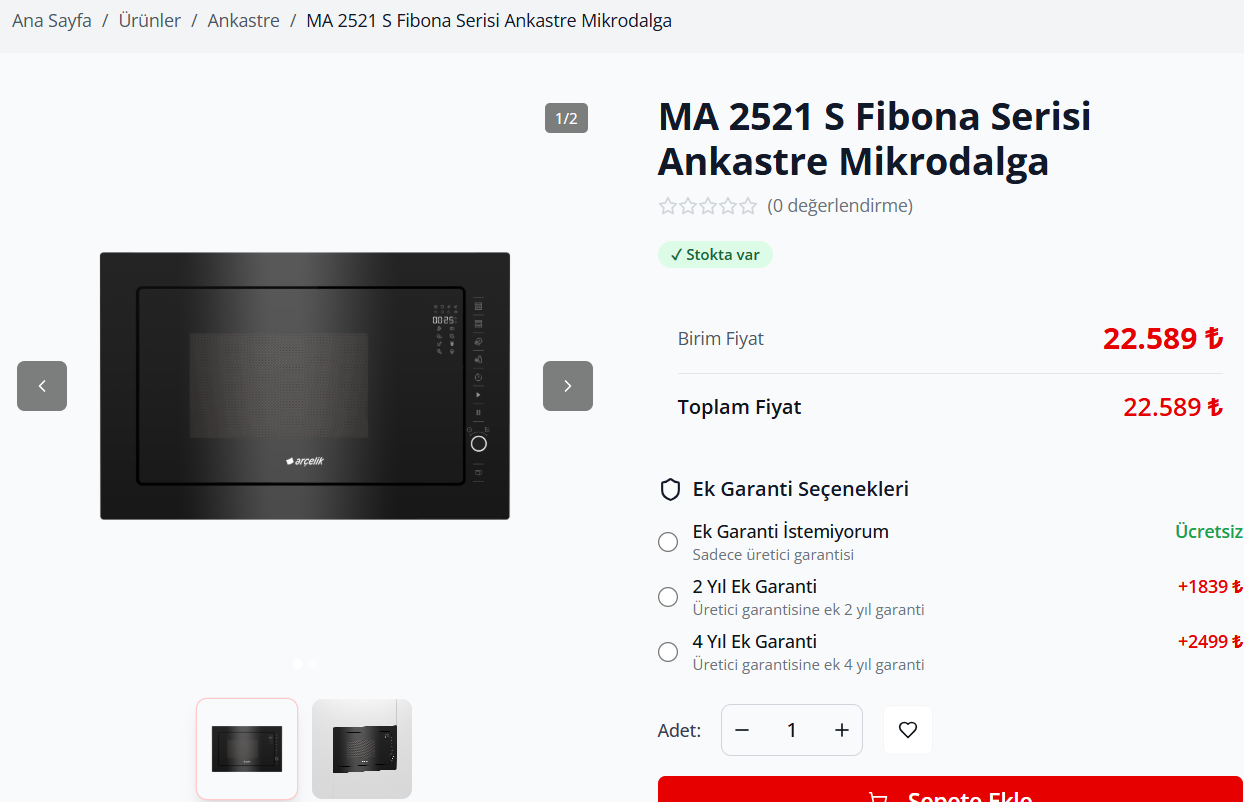 Ana Sayfa / Ürünler / Ankastre / MA 2521 S Fibona Serisi Ankastre Mikrodalga
1/2
arçelik
MA 2521 S Fibona Serisi
Ankastre Mikrodalga
(0 değerlendirme)
✓ Stokta var
Birim Fiyat 22.589 ₺
Toplam Fiyat 22.589 ₺
Ek Garanti Seçenekleri
Ek Garanti İstemiyorum Ücretsiz
Sadece üretici garantisi
2 Yıl Ek Garanti +1839 ₺
Üretici garantisine ek 2 yıl garanti
4 Yıl Ek Garanti +2499 ₺
Üretici garantisine ek 4 yıl garanti
Adet: − 1 +
Sepete Ekle